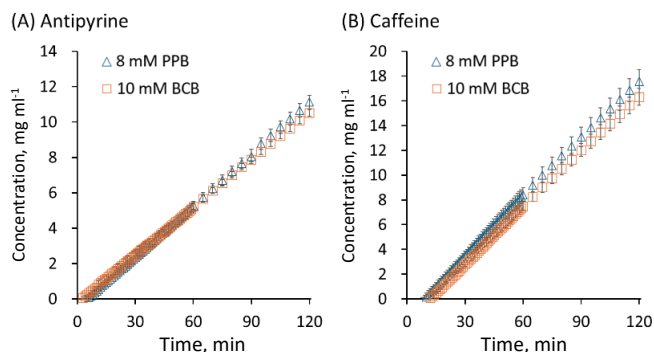 (A) Antipyrine
Concentration, mg ml⁻¹
14
12
10
8
6
4
2
0
8 mM PPB
10 mM BCB
0 30 60 90 120
Time, min
(B) Caffeine
Concentration, mg ml⁻¹
20
18
16
14
12
10
8
6
4
2
0
8 mM PPB
10 mM BCB
0 30 60 90 120
Time, min